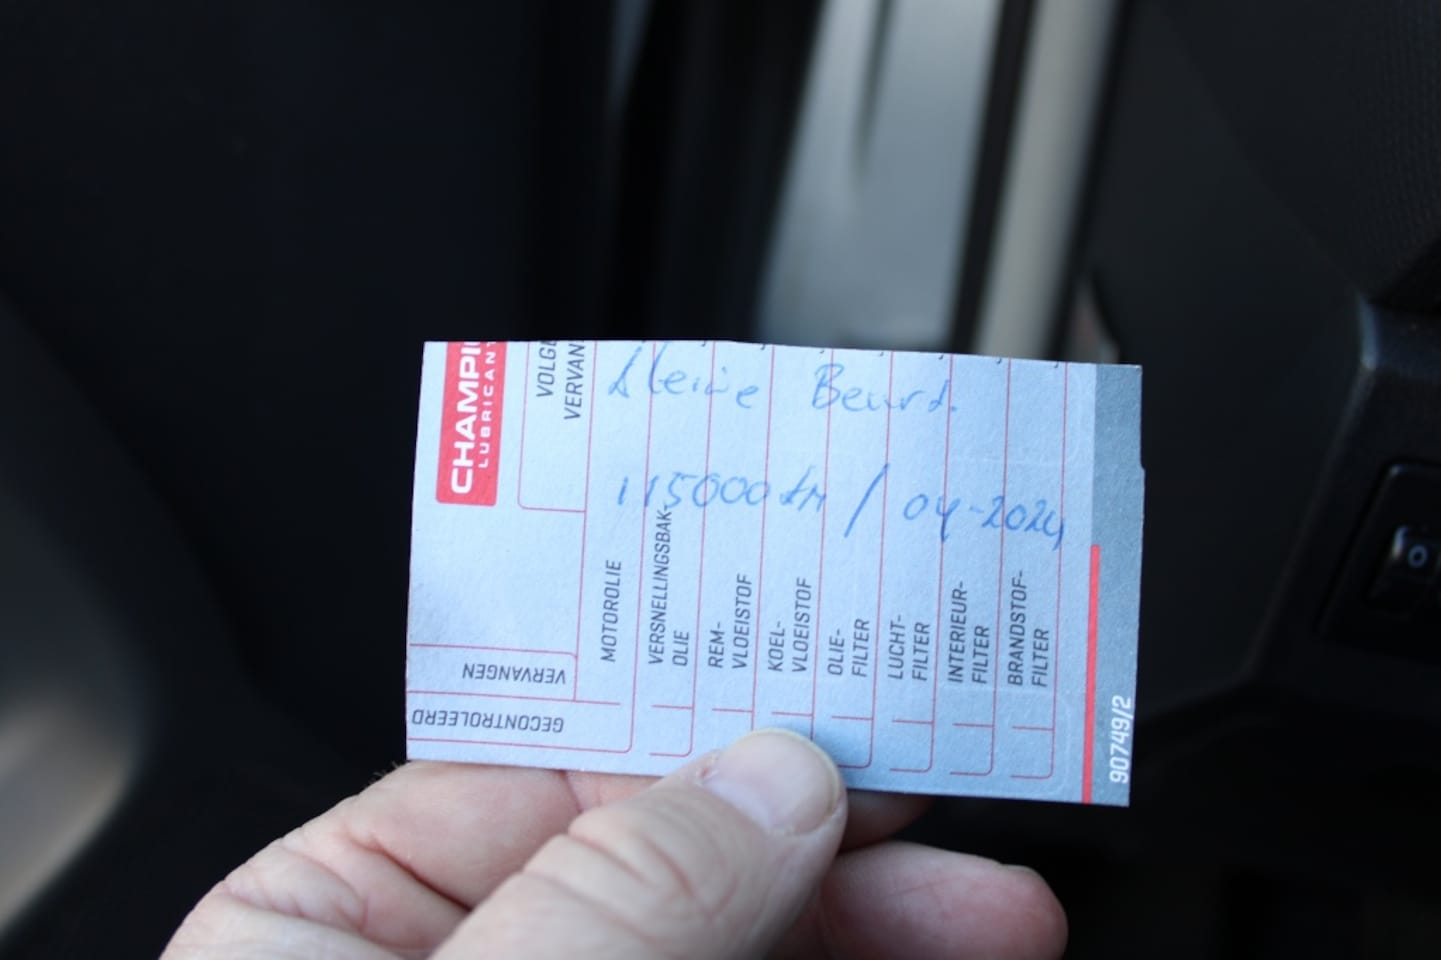 CHAMPI
LUBRICANT
VOLGE
VERVAN
kleine Beurt.
115000 km / 04-2024
MOTOROLIE
VERSNELLINGSBAK-
OLIE
REM-
VLOEISTOF
KOEL-
VLOEISTOF
OLIE-
FILTER
LUCHT-
FILTER
INTERIEUR-
FILTER
BRANDSTOF-
FILTER
VERVANGEN
GECONTROLEERD
90749/2